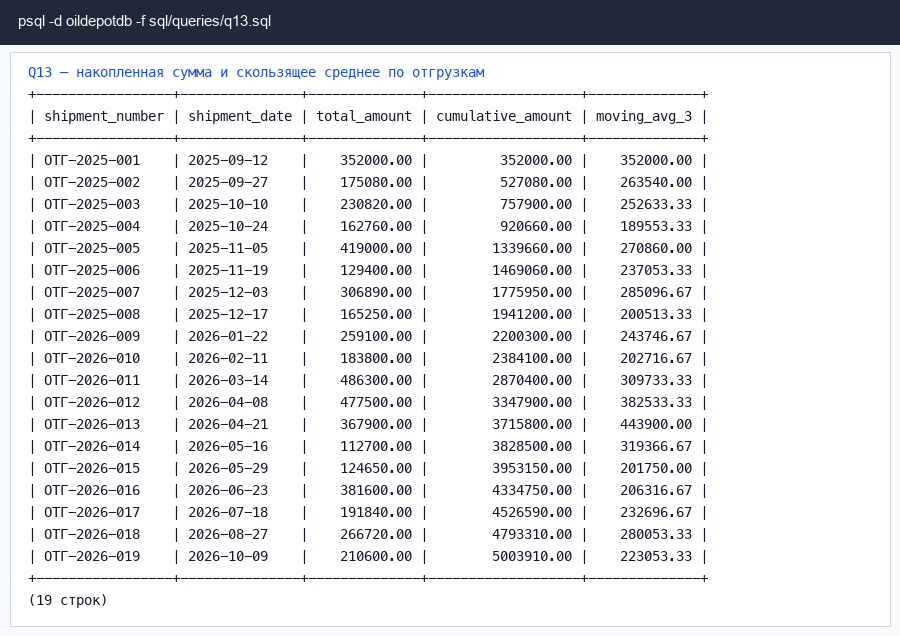 psql -d oildepotdb -f sql/queries/q13.sql
Q13 — накопленная сумма и скользящее среднее по отгрузкам
+—————————————————+———————————————+——————————————+———————————————————+——————————————+
| shipment_number | shipment_date | total_amount | cumulative_amount | moving_avg_3 |
+—————————————————+———————————————+——————————————+———————————————————+——————————————+
| ОТГ—2025—001    | 2025—09—12    |    352000.00 |         352000.00 |    352000.00 |
| ОТГ—2025—002    | 2025—09—27    |    175080.00 |         527080.00 |    263540.00 |
| ОТГ—2025—003    | 2025—10—10    |    230820.00 |         757900.00 |    252633.33 |
| ОТГ—2025—004    | 2025—10—24    |    162760.00 |         920660.00 |    189553.33 |
| ОТГ—2025—005    | 2025—11—05    |    419000.00 |        1339660.00 |    270860.00 |
| ОТГ—2025—006    | 2025—11—19    |    129400.00 |        1469060.00 |    237053.33 |
| ОТГ—2025—007    | 2025—12—03    |    306890.00 |        1775950.00 |    285096.67 |
| ОТГ—2025—008    | 2025—12—17    |    165250.00 |        1941200.00 |    200513.33 |
| ОТГ—2026—009    | 2026—01—22    |    259100.00 |        2200300.00 |    243746.67 |
| ОТГ—2026—010    | 2026—02—11    |    183800.00 |        2384100.00 |    202716.67 |
| ОТГ—2026—011    | 2026—03—14    |    486300.00 |        2870400.00 |    309733.33 |
| ОТГ—2026—012    | 2026—04—08    |    477500.00 |        3347900.00 |    382533.33 |
| ОТГ—2026—013    | 2026—04—21    |    367900.00 |        3715800.00 |    443900.00 |
| ОТГ—2026—014    | 2026—05—16    |    112700.00 |        3828500.00 |    319366.67 |
| ОТГ—2026—015    | 2026—05—29    |    124650.00 |        3953150.00 |    201750.00 |
| ОТГ—2026—016    | 2026—06—23    |    381600.00 |        4334750.00 |    206316.67 |
| ОТГ—2026—017    | 2026—07—18    |    191840.00 |        4526590.00 |    232696.67 |
| ОТГ—2026—018    | 2026—08—27    |    266720.00 |        4793310.00 |    280053.33 |
| ОТГ—2026—019    | 2026—10—09    |    210600.00 |        5003910.00 |    223053.33 |
+—————————————————+———————————————+——————————————+———————————————————+——————————————+
(19 строк)